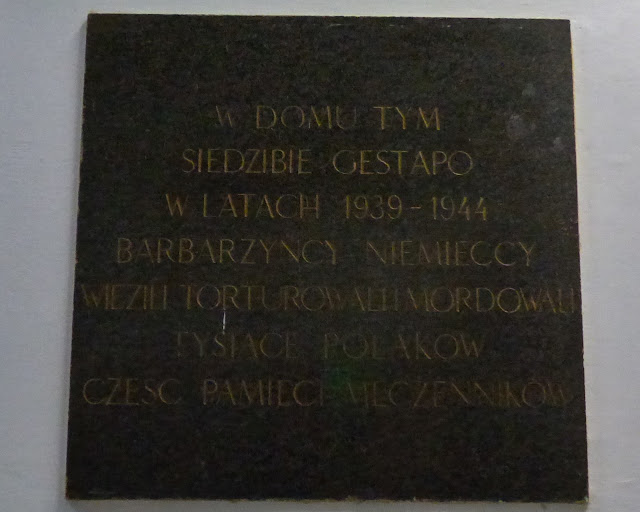 W DOMU TYM
SIEDZIBIE GESTAPO
W LATACH 1939-1944
BARBARZYŃCY NIEMIECCY
WIĘZILI TORTUROWALI I MORDOWALI
TYSIĄCE POLAKÓW
CZEŚĆ PAMIĘCI MĘCZENNIKÓW